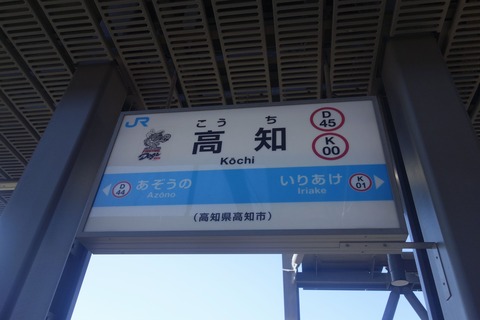 JR
こうち
高知
Kōchi
D
45
K
00
D
44
あぞうの
Azōno
いりあけ
Iriake
K
01
(高知県高知市)